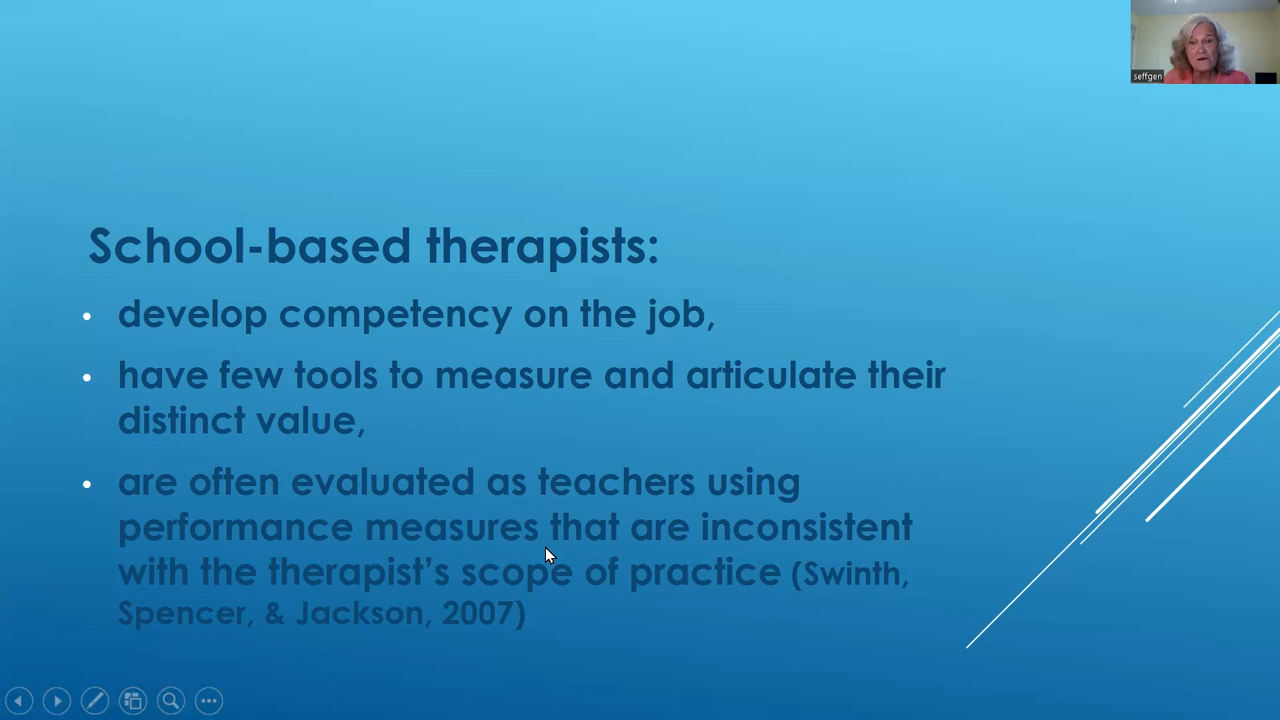 seffgen
School-based therapists:
• develop competency on the job,
• have few tools to measure and articulate their
distinct value,
• are often evaluated as teachers using
performance measures that are inconsistent
with the therapist’s scope of practice (Swinth,
Spencer, & Jackson, 2007)